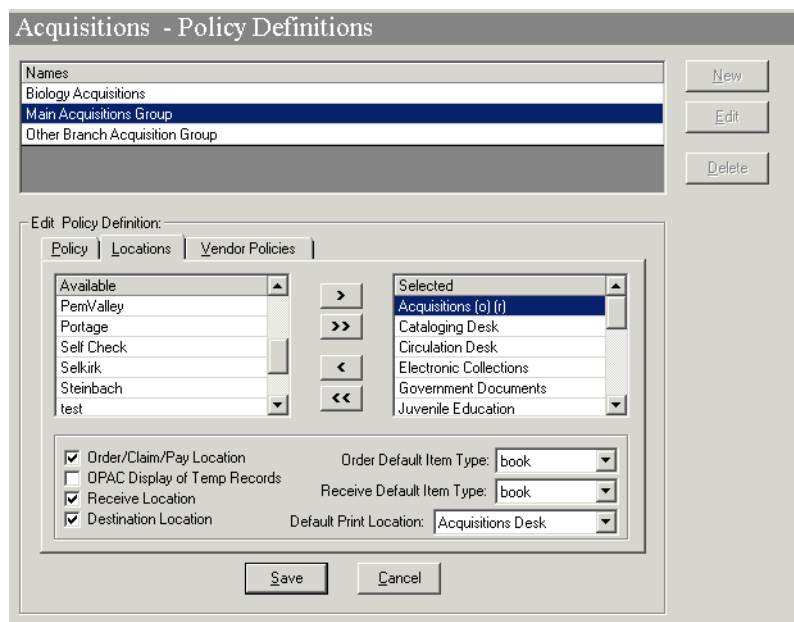 Acquisitions - Policy Definitions
Names
Biology Acquisitions
Main Acquisitions Group
Other Branch Acquisition Group
New
Edit
Delete
Edit Policy Definition:
Policy Locations Vendor Policies
Available
PemValley
Portage
Self Check
Selkirk
Steinbach
test
>
>>
<
<<
Selected
Acquisitions (o) (r)
Cataloging Desk
Circulation Desk
Electronic Collections
Government Documents
Juvenile Education
Order/Claim/Pay Location
OPAC Display of Temp Records
Receive Location
Destination Location
Order Default Item Type: book
Receive Default Item Type: book
Default Print Location: Acquisitions Desk
Save Cancel